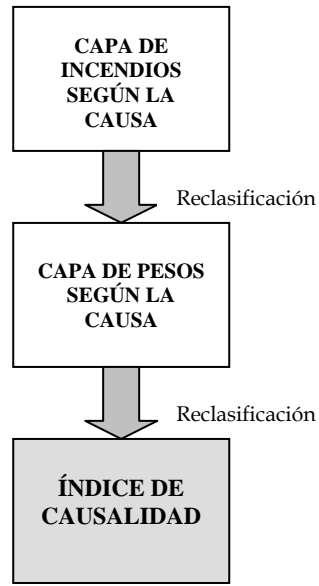 CAPA DE
INCENDIOS
SEGÚN LA
CAUSA
Reclasificación
CAPA DE PESOS
SEGÚN LA
CAUSA
Reclasificación
ÍNDICE DE
CAUSALIDAD